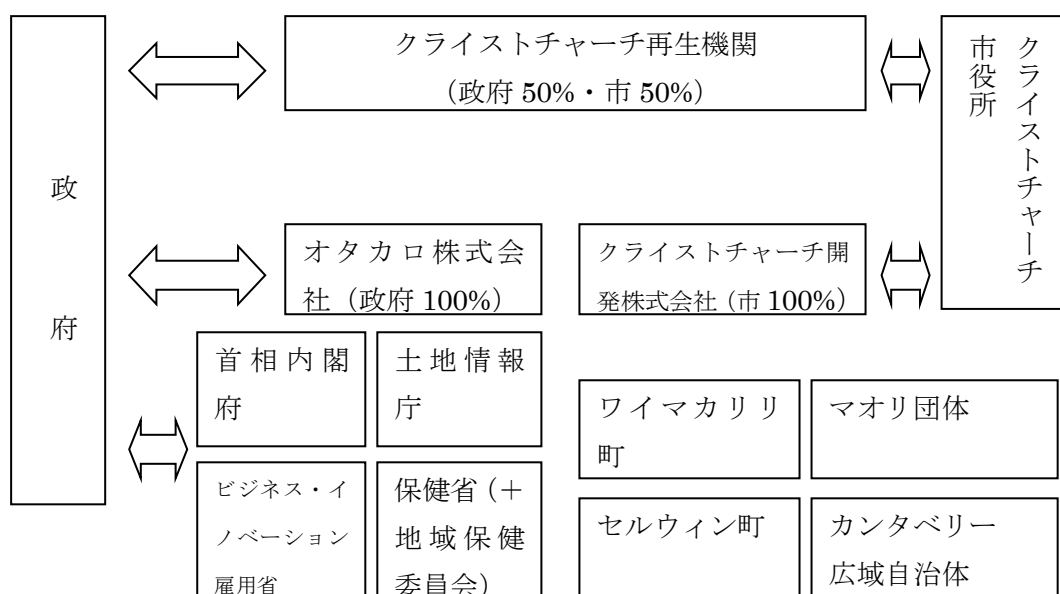 クライストチャーチ再生機関
(政府 50%・市 50%)
クライストチャーチ
市役所
政
府
オタカロ株式会
社（政府 100%）
クライストチャーチ開
発株式会社（市 100%）
首相内閣
府
土地情報
庁
ワイマカリリ
町
マオリ団体
ビジネス・イ
ノベーション
雇用省
保健省（＋
地域保健
委員会）
セルウィン町
カンタベリー
広域自治体